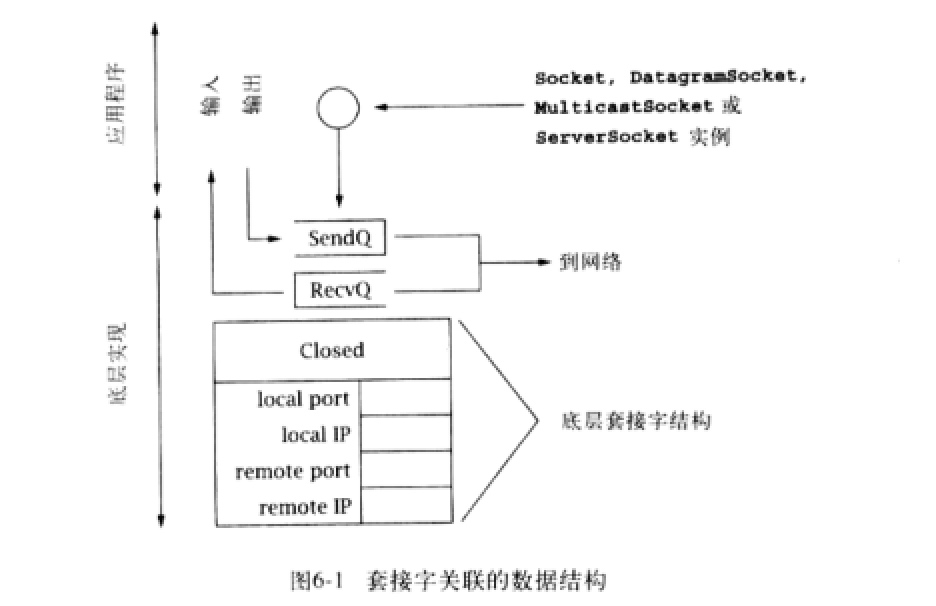 应用程序
输入
输出
Socket, DatagramSocket,
MulticastSocket 或
ServerSocket 实例
SendQ
RecvQ
到网络
底层实现
Closed
local port
local IP
remote port
remote IP
底层套接字结构
图6-1 套接字关联的数据结构